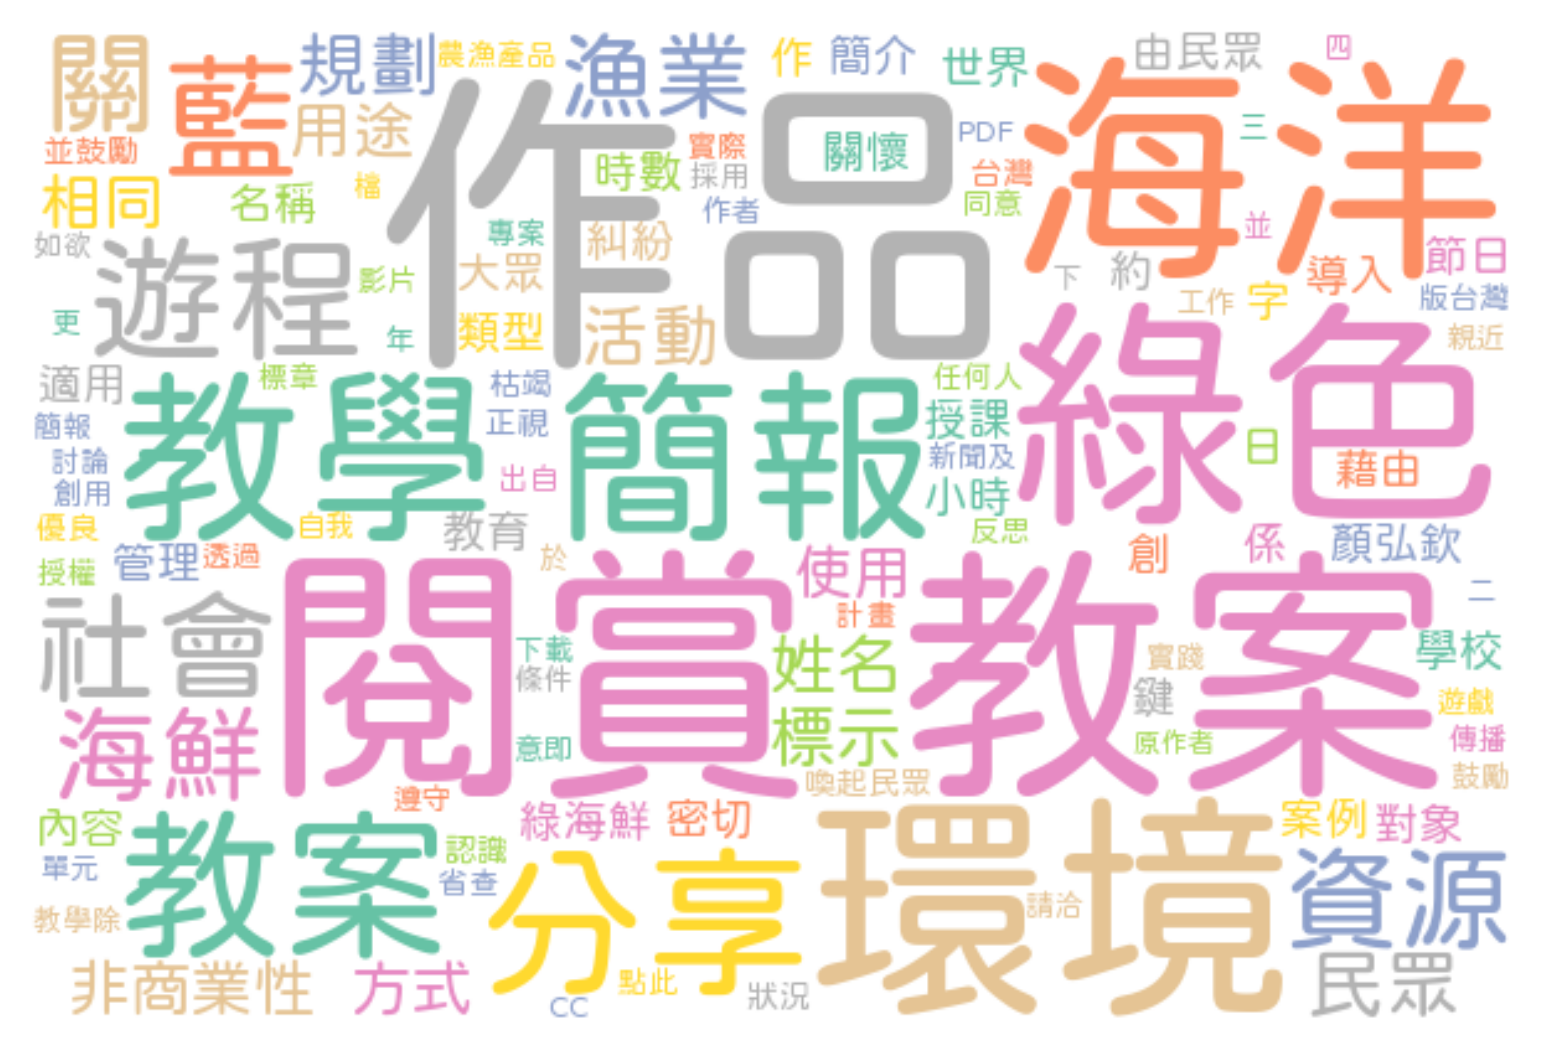 關
藍
規劃
農漁產品
漁業
作
簡介
世界
由民眾
四
海洋
作品
用途
並鼓勵
相同
名稱
檔
時數
實際
採用
作者
關懷
PDF
台灣
同意
三
並
如欲
遊程
影片
專案
大眾
糾紛
下
約
工作
字
導入
節日
版台灣
親近
更
年
類型
活動
綠色
適用
標章
教學
簡報
枯竭
正視
出自
任何人
授課
新聞及
小時
反思
日
藉由
簡報
討論
創用
優良
授權
管理
透過
自我
教育
於
使用
計畫
創
係
顏弘欽
二
社會
閱賞
教案
下載
條件
意即
姓名
標示
實踐
鍵
原作者
學校
遊戲
傳播
鼓勵
海鮮
遵守
喚起民眾
內容
單元
教學除
教案
認識
省查
綠海鮮
密切
分享
環境
請洽
案例
對象
資源
民眾
非商業性
方式
CC
點此
狀況